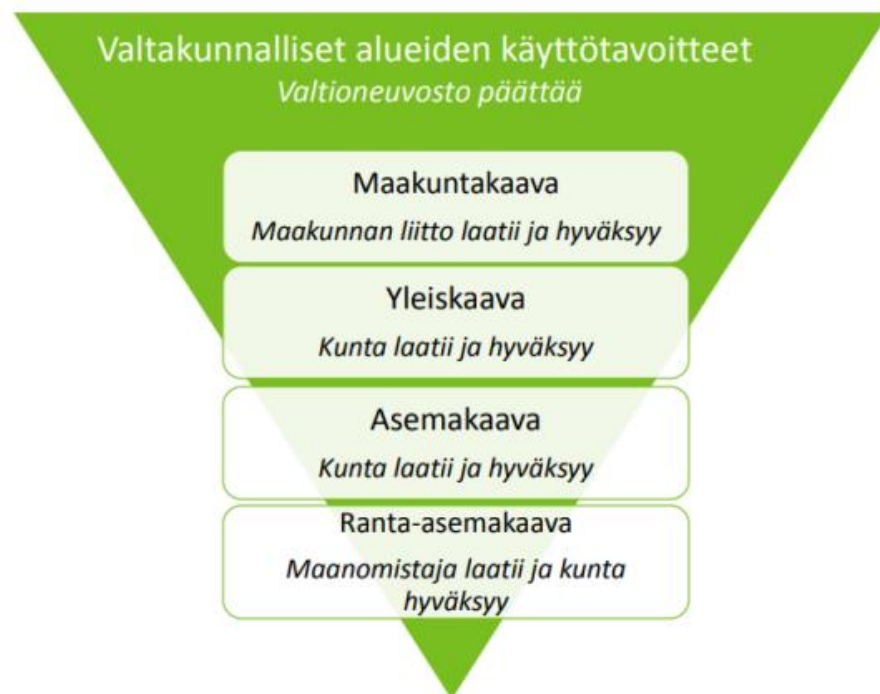 Valtakunnalliset alueiden käyttötavoitteet
Valtioneuvosto päättää
Maakuntakaava
Maakunnan liitto laatii ja hyväksyy
Yleiskaava
Kunta laatii ja hyväksyy
Asemakaava
Kunta laatii ja hyväksyy
Ranta-asemakaava
Maanomistaja laatii ja kunta
hyväksyy